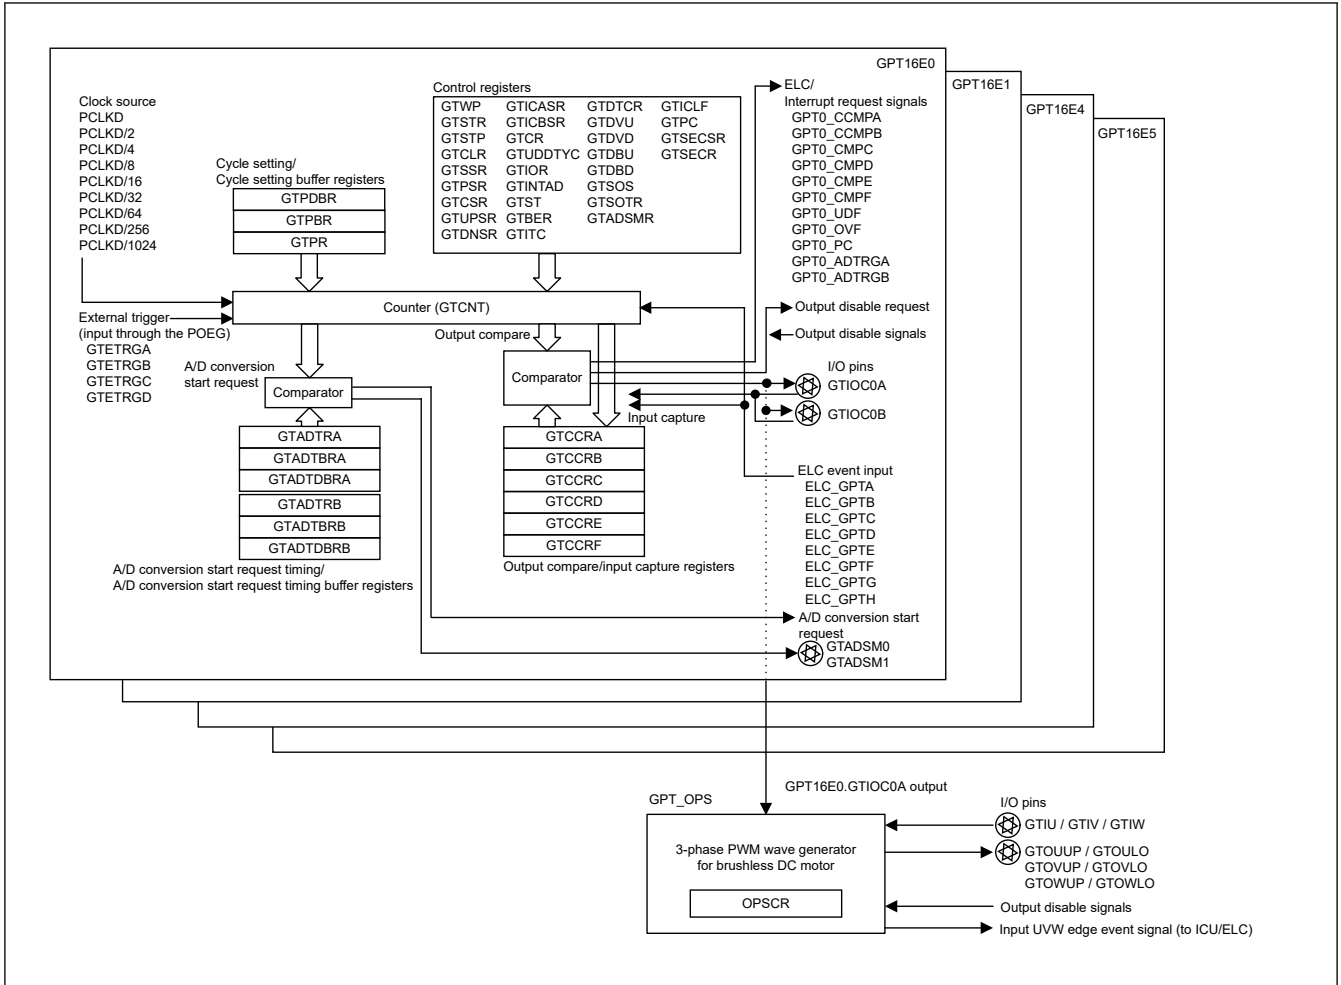 GPT16E0
GPT16E1
GPT16E4
GPT16E5
Clock source
PCLKD
PCLKD/2
PCLKD/4
PCLKD/8
PCLKD/16
PCLKD/32
PCLKD/64
PCLKD/256
PCLKD/1024
Cycle setting/
Cycle setting buffer registers
GTPDBR
GTPBR
GTPR
Control registers
GTWP GTICASR GTDTCR GTICLF
GTSTR GTICBSR GTDVU GTPC
GTSTP GTCR GTDVD GTSECSR
GTCLR GTUDDTYC GTDBU GTSECR
GTSSR GTIOR GTDBD
GTPSR GTINTAD GTSOS
GTCSR GTST GTSOTR
GTUPSR GTBER GTADSMR
GTDNSR GTITC
ELC/
Interrupt request signals
GPT0_CCMPA
GPT0_CCMPB
GPT0_CMPC
GPT0_CMPD
GPT0_CMPE
GPT0_CMPF
GPT0_UDF
GPT0_OVF
GPT0_PC
GPT0_ADTRGA
GPT0_ADTRGB
Counter (GTCNT)
External trigger
(input through the POEG)
GTETRGA
GTETRGB
GTETRGC
GTETRGD
A/D conversion
start request
Comparator
GTADTRA
GTADTBRA
GTADTDBRA
GTADTRB
GTADTBRB
GTADTDBRB
A/D conversion start request timing/
A/D conversion start request timing buffer registers
Output compare
Comparator
Input capture
GTCCRA
GTCCRB
GTCCRC
GTCCRD
GTCCRE
GTCCRF
Output compare/input capture registers
Output disable request
Output disable signals
I/O pins
GTIOC0A
GTIOC0B
ELC event input
ELC_GPTA
ELC_GPTB
ELC_GPTC
ELC_GPTD
ELC_GPTE
ELC_GPTF
ELC_GPTG
ELC_GPTH
A/D conversion start
request
GTADSM0
GTADSM1
GPT16E0.GTIOC0A output
GPT_OPS
3-phase PWM wave generator
for brushless DC motor
OPSCR
I/O pins
GTIU / GTIV / GTIW
GTOUUP / GTOULO
GTOVUP / GTOVLO
GTOWUP / GTOWLO
Output disable signals
Input UVW edge event signal (to ICU/ELC)